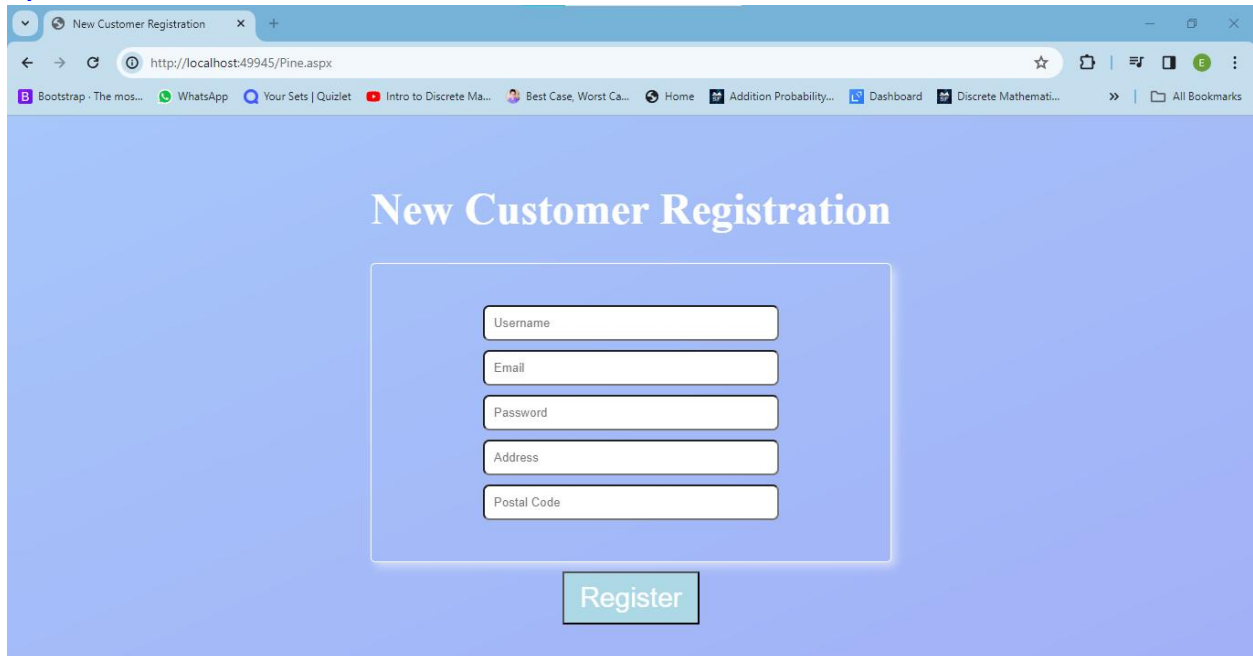 New Customer Registration
http://localhost:49945/Pine.aspx
E
B Bootstrap · The mos... WhatsApp Your Sets | Quizlet Intro to Discrete Ma... Best Case, Worst Ca... Home Addition Probability... Dashboard Discrete Mathemati... » All Bookmarks
New Customer Registration
Username
Email
Password
Address
Postal Code
Register